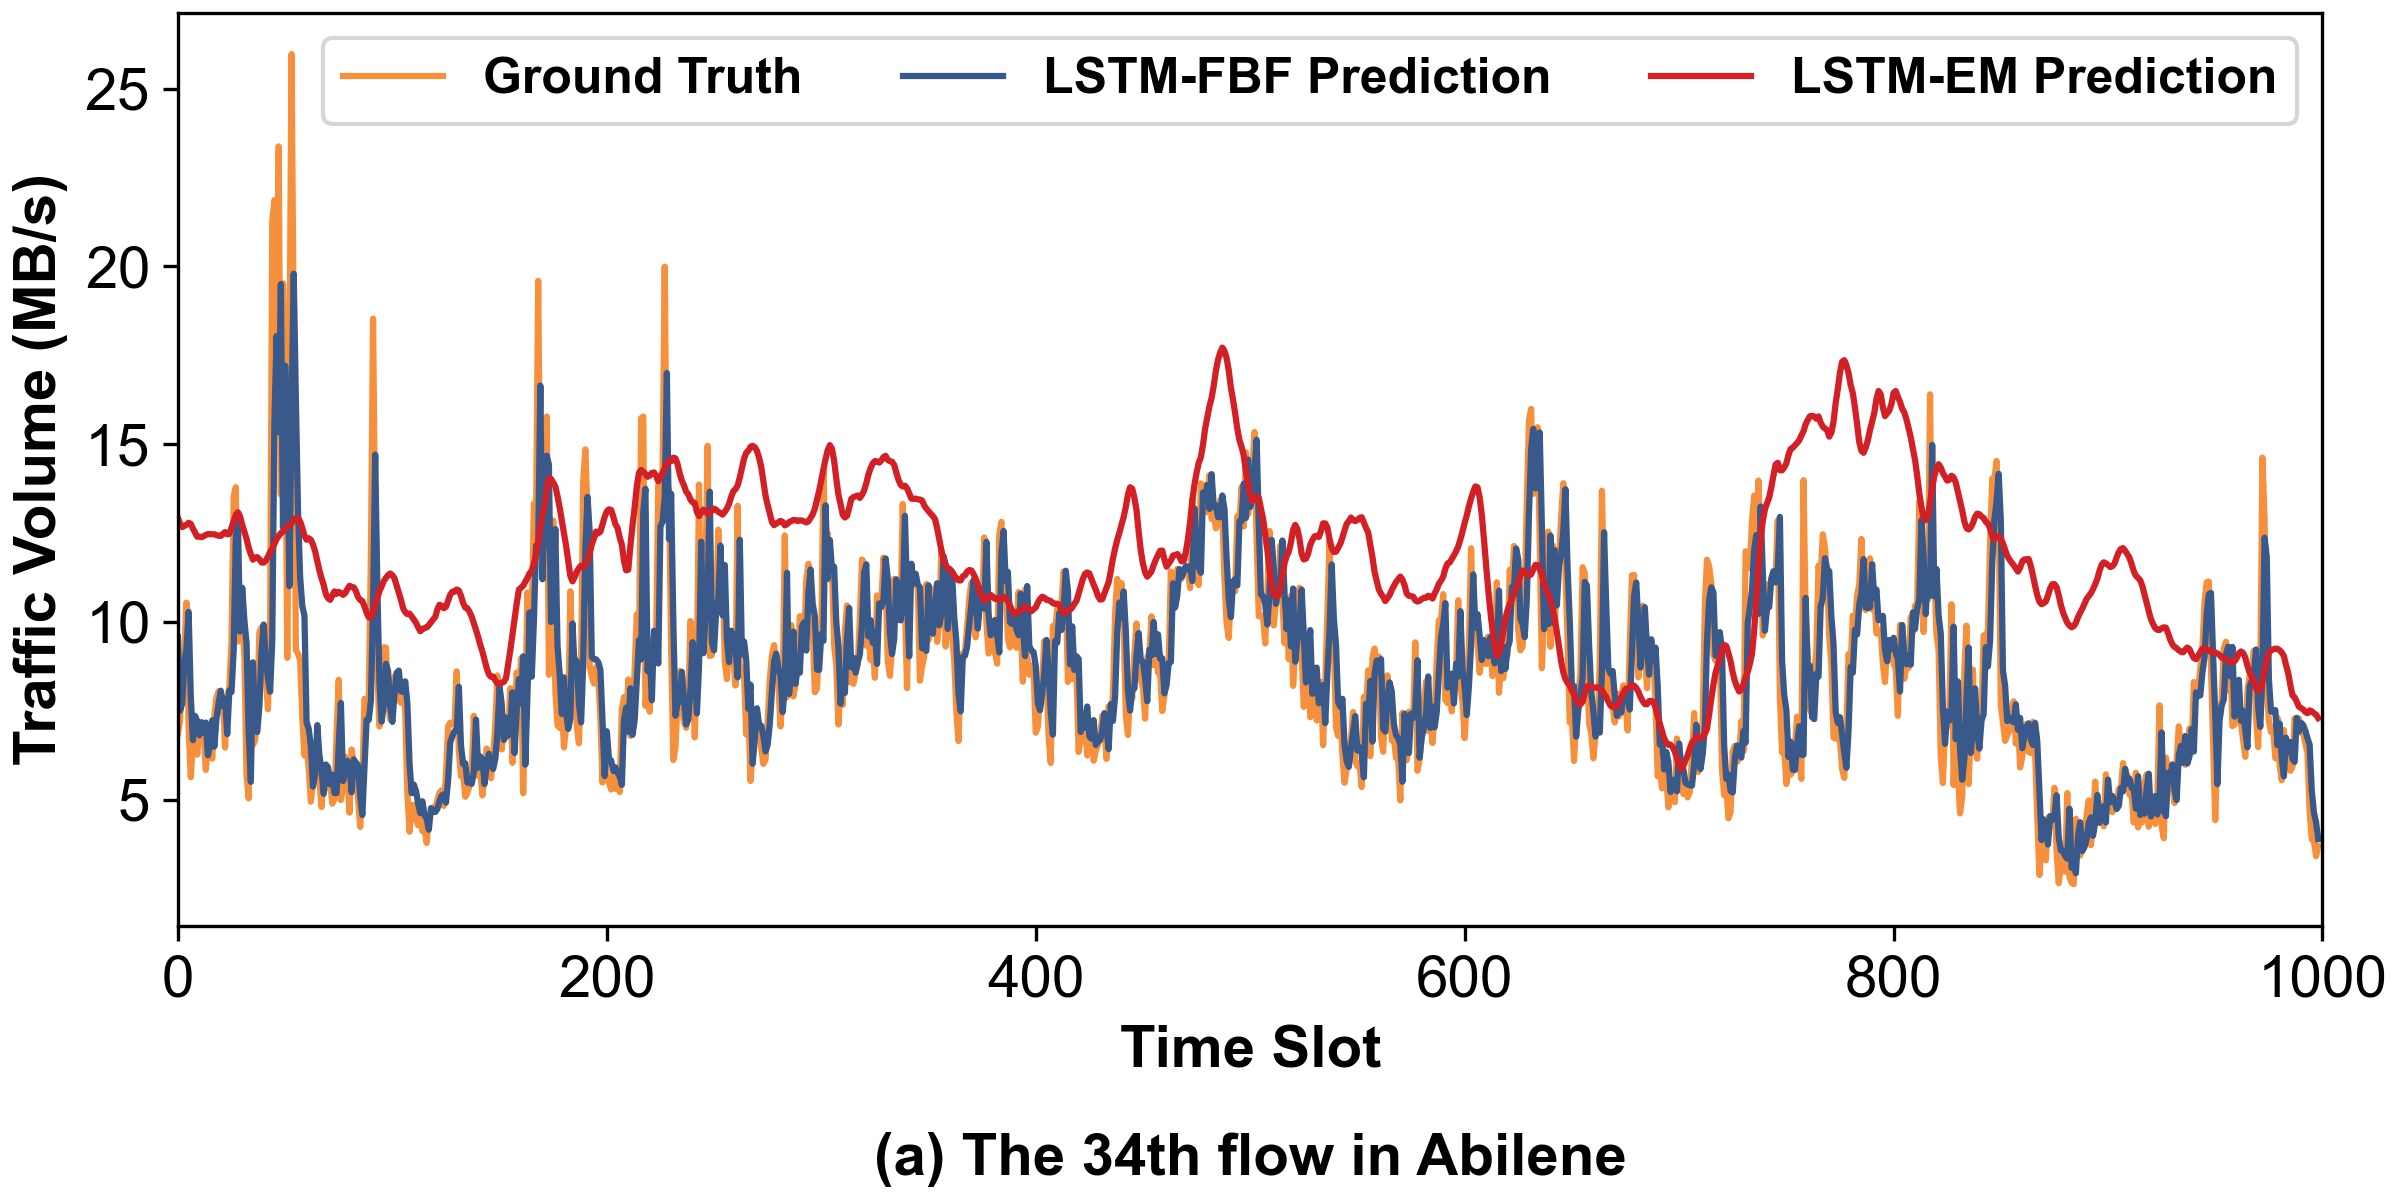 Ground Truth LSTM-FBF Prediction LSTM-EM Prediction
Traffic Volume (MB/s)
25
20
15
10
5
0 200 400 600 800 1000
Time Slot
(a) The 34th flow in Abilene